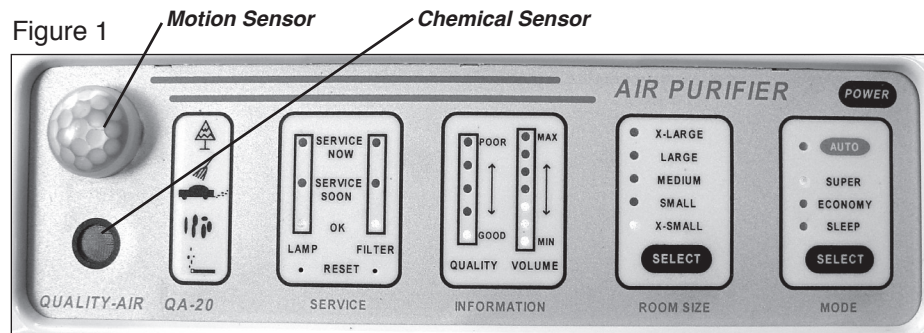 Figure 1
Motion Sensor
Chemical Sensor
AIR PURIFIER
POWER
SERVICE NOW
SERVICE SOON
OK
LAMP
FILTER
RESET
SERVICE
POOR
GOOD
QUALITY
MAX
MIN
VOLUME
INFORMATION
X-LARGE
LARGE
MEDIUM
SMALL
X-SMALL
SELECT
ROOM SIZE
AUTO
SUPER
ECONOMY
SLEEP
SELECT
MODE
QUALITY-AIR
QA-20